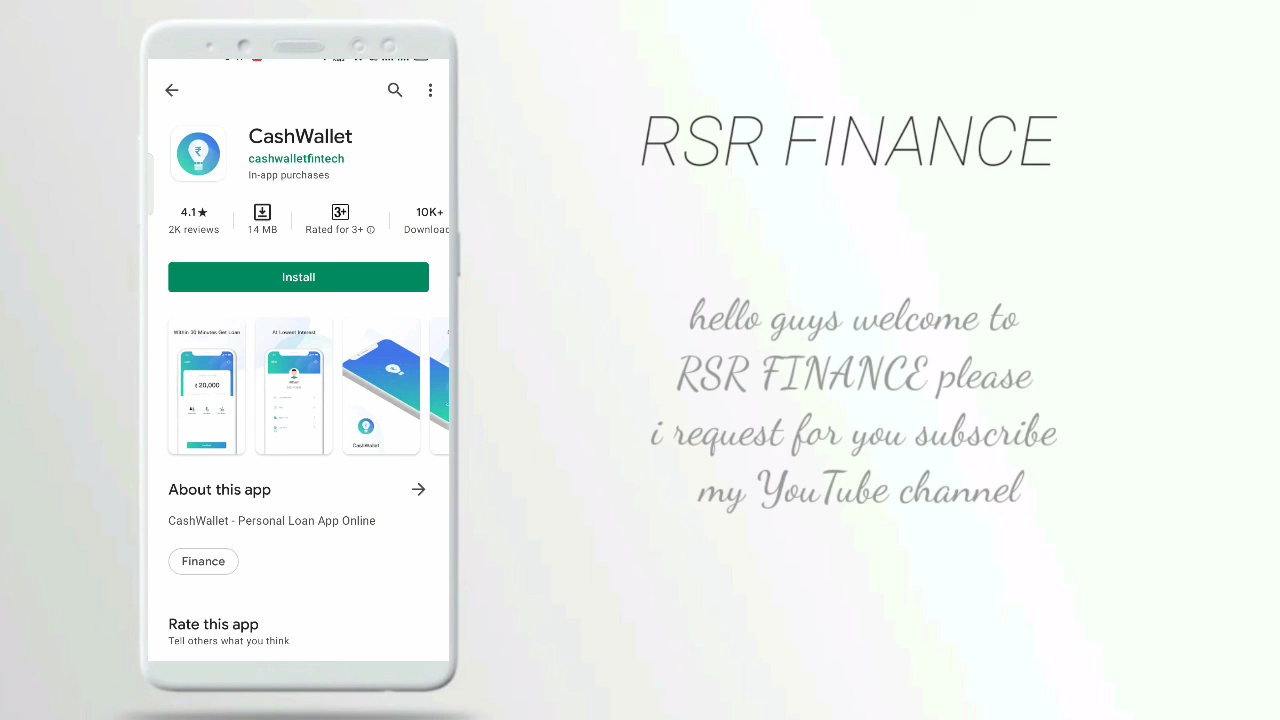 CashWallet
cashwalletfintech
In-app purchases
4.1★
2K reviews
14 MB
3+
Rated for 3+
10K+
Install
Within 30 Minutes Get Loan
At Lowest Interest
₹20,000
CashWallet
About this app
CashWallet - Personal Loan App Online
Finance
Rate this app
Tell others what you think
RSR FINANCE
hello guys welcome to
RSR FINANCE please
i request for you subscribe
my YouTube channel